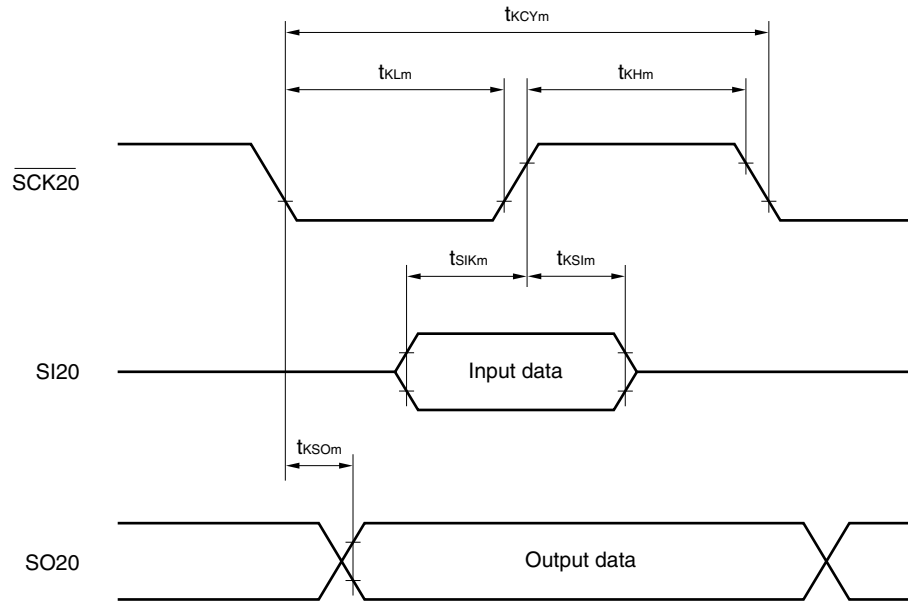 tKCYm
tKLm
tKHm
SCK20
tSIKm
tKSIm
SI20
Input data
tKSOm
SO20
Output data